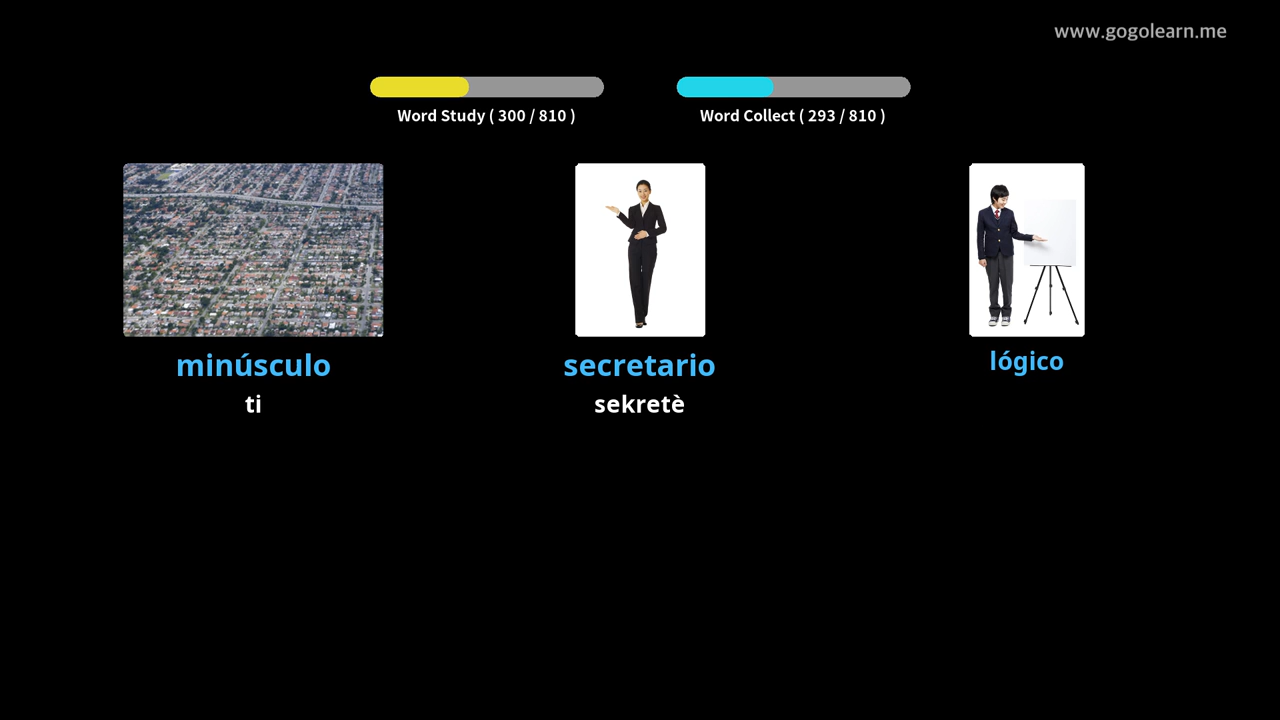 www.gogolearn.me
Word Study ( 300 / 810 )
Word Collect ( 293 / 810 )
minúsculo
ti
secretario
sekretè
lógico